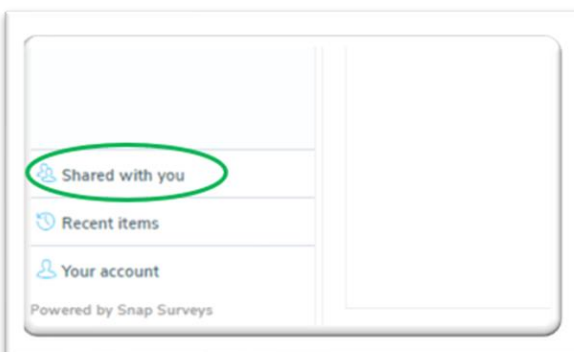 Shared with you
Recent items
Your account
Powered by Snap Surveys